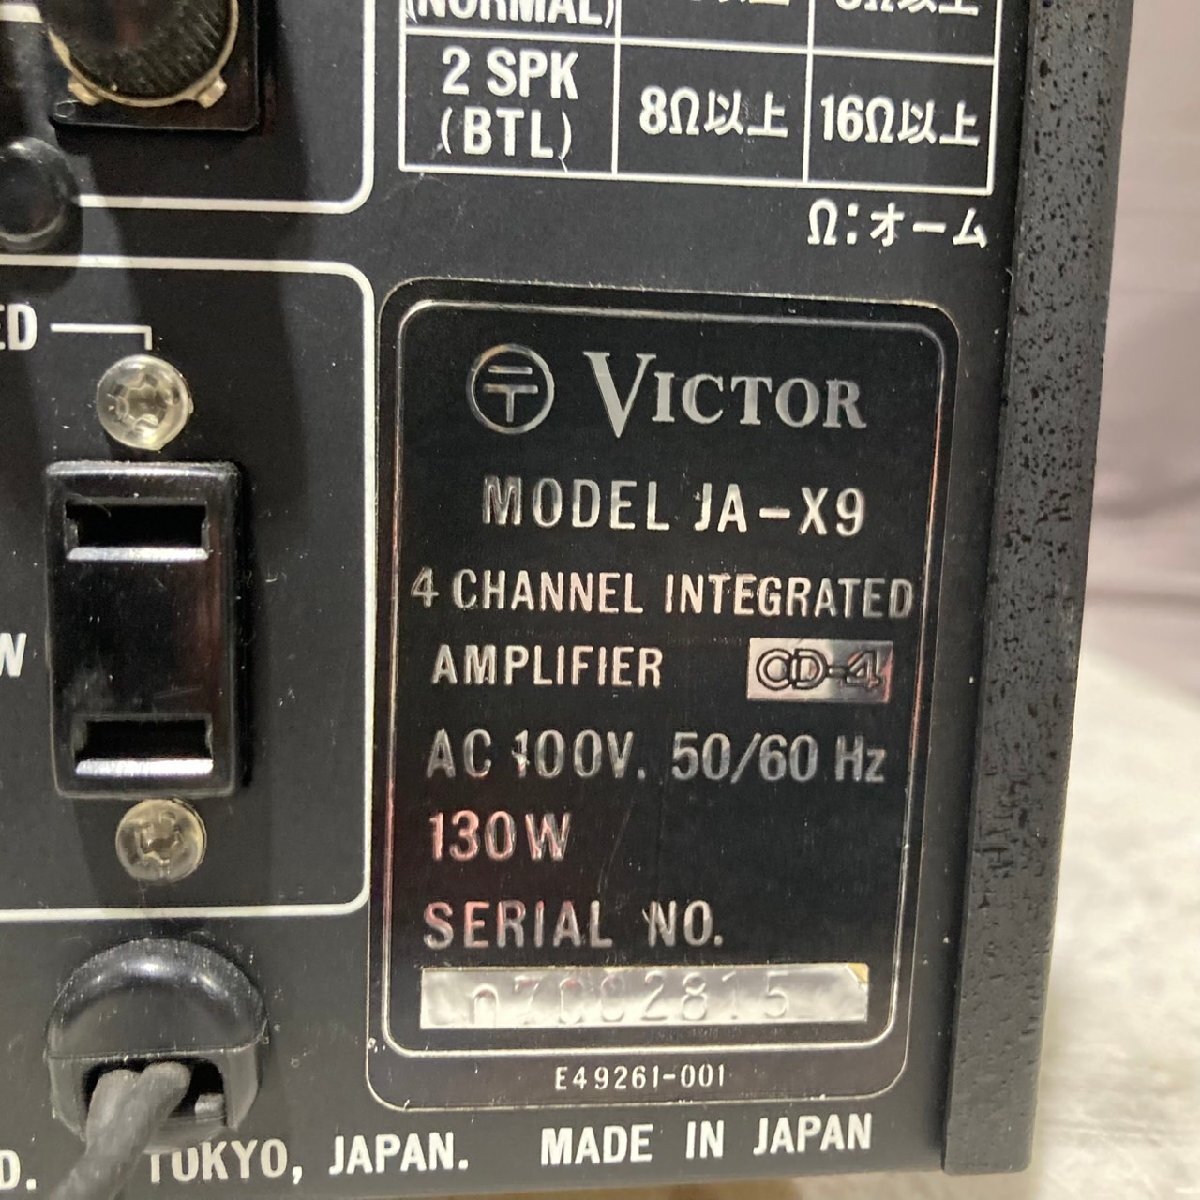 (NORMAL)
2 SPK
(BTL)
8Ω以上
16Ω以上
Ω:オーム
VICTOR
MODEL JA-X9
4 CHANNEL INTEGRATED
AMPLIFIER CD-4
AC 100V. 50/60 Hz
130W
SERIAL NO.
E49261-001
TOKYO, JAPAN. MADE IN JAPAN